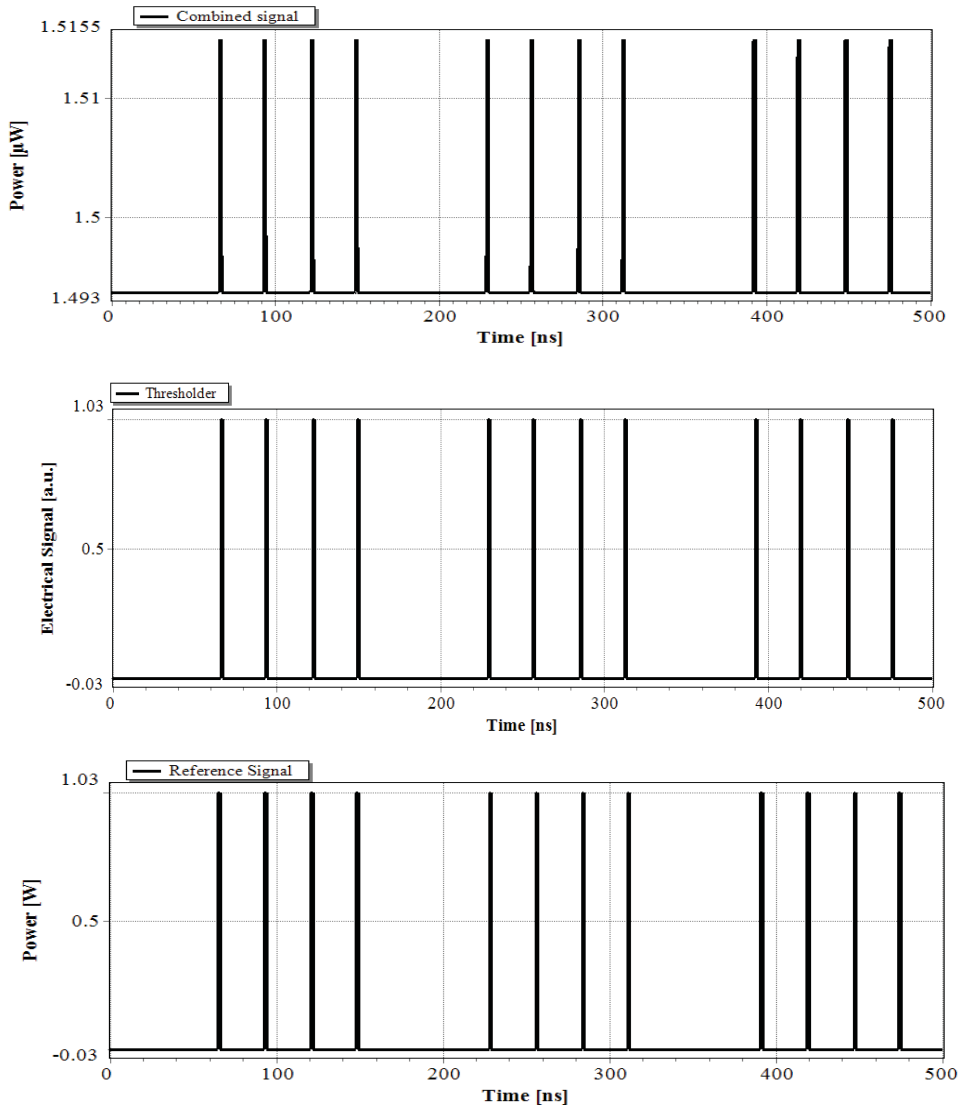 Combined signal
1.5155
1.51
1.5
1.493
Power [µW]
0 100 200 300 400 500
Time [ns]
Thresholder
1.03
0.5
-0.03
Electrical Signal [a.u.]
0 100 200 300 400 500
Time [ns]
Reference Signal
1.03
0.5
-0.03
Power [W]
0 100 200 300 400 500
Time [ns]